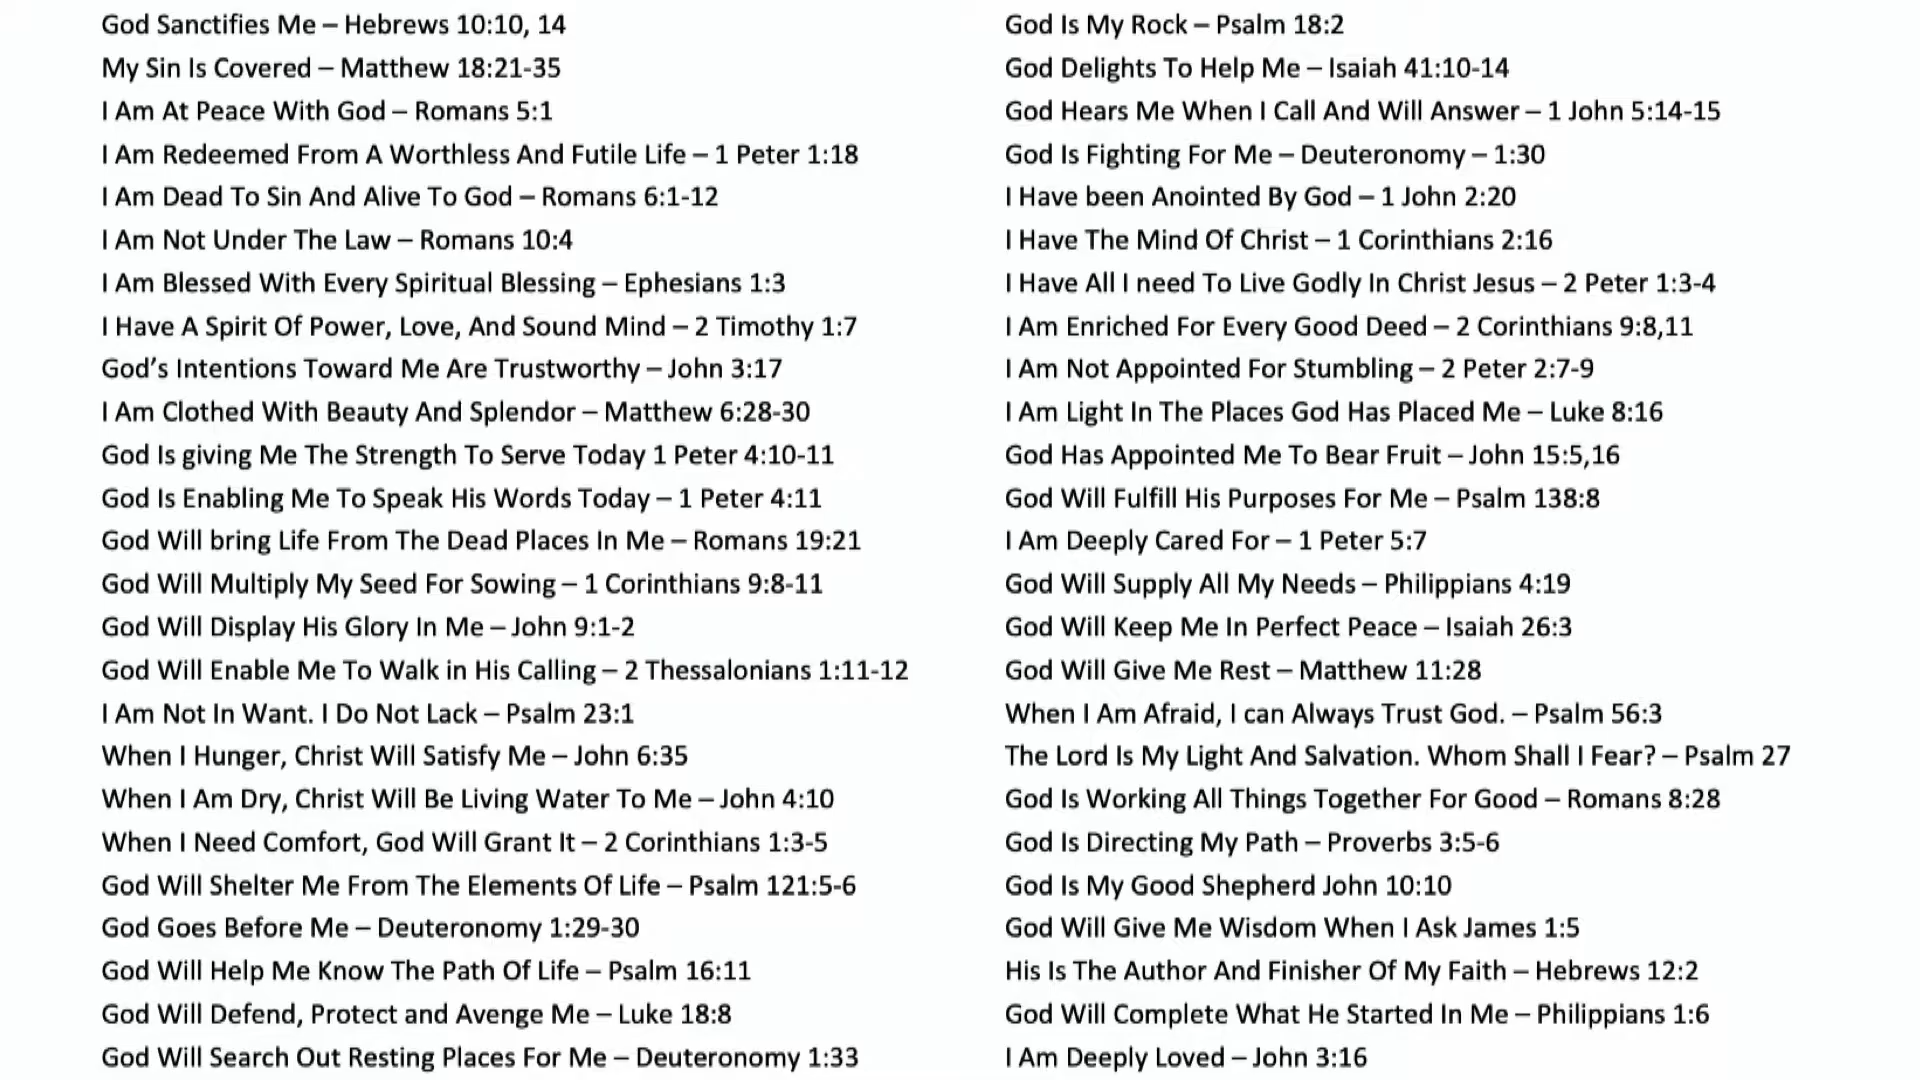 God Sanctifies Me – Hebrews 10:10, 14
My Sin Is Covered – Matthew 18:21-35
I Am At Peace With God – Romans 5:1
I Am Redeemed From A Worthless And Futile Life – 1 Peter 1:18
I Am Dead To Sin And Alive To God – Romans 6:1-12
I Am Not Under The Law – Romans 10:4
I Am Blessed With Every Spiritual Blessing – Ephesians 1:3
I Have A Spirit Of Power, Love, And Sound Mind – 2 Timothy 1:7
God’s Intentions Toward Me Are Trustworthy – John 3:17
I Am Clothed With Beauty And Splendor – Matthew 6:28-30
God Is giving Me The Strength To Serve Today 1 Peter 4:10-11
God Is Enabling Me To Speak His Words Today – 1 Peter 4:11
God Will bring Life From The Dead Places In Me – Romans 19:21
God Will Multiply My Seed For Sowing – 1 Corinthians 9:8-11
God Will Display His Glory In Me – John 9:1-2
God Will Enable Me To Walk in His Calling – 2 Thessalonians 1:11-12
I Am Not In Want. I Do Not Lack – Psalm 23:1
When I Hunger, Christ Will Satisfy Me – John 6:35
When I Am Dry, Christ Will Be Living Water To Me – John 4:10
When I Need Comfort, God Will Grant It – 2 Corinthians 1:3-5
God Will Shelter Me From The Elements Of Life – Psalm 121:5-6
God Goes Before Me – Deuteronomy 1:29-30
God Will Help Me Know The Path Of Life – Psalm 16:11
God Will Defend, Protect and Avenge Me – Luke 18:8
God Will Search Out Resting Places For Me – Deuteronomy 1:33
God Is My Rock – Psalm 18:2
God Delights To Help Me – Isaiah 41:10-14
God Hears Me When I Call And Will Answer – 1 John 5:14-15
God Is Fighting For Me – Deuteronomy – 1:30
I Have been Anointed By God – 1 John 2:20
I Have The Mind Of Christ – 1 Corinthians 2:16
I Have All I need To Live Godly In Christ Jesus – 2 Peter 1:3-4
I Am Enriched For Every Good Deed – 2 Corinthians 9:8,11
I Am Not Appointed For Stumbling – 2 Peter 2:7-9
I Am Light In The Places God Has Placed Me – Luke 8:16
God Has Appointed Me To Bear Fruit – John 15:5,16
God Will Fulfill His Purposes For Me – Psalm 138:8
I Am Deeply Cared For – 1 Peter 5:7
God Will Supply All My Needs – Philippians 4:19
God Will Keep Me In Perfect Peace – Isaiah 26:3
God Will Give Me Rest – Matthew 11:28
When I Am Afraid, I can Always Trust God. – Psalm 56:3
The Lord Is My Light And Salvation. Whom Shall I Fear? – Psalm 27
God Is Working All Things Together For Good – Romans 8:28
God Is Directing My Path – Proverbs 3:5-6
God Is My Good Shepherd John 10:10
God Will Give Me Wisdom When I Ask James 1:5
His Is The Author And Finisher Of My Faith – Hebrews 12:2
God Will Complete What He Started In Me – Philippians 1:6
I Am Deeply Loved – John 3:16